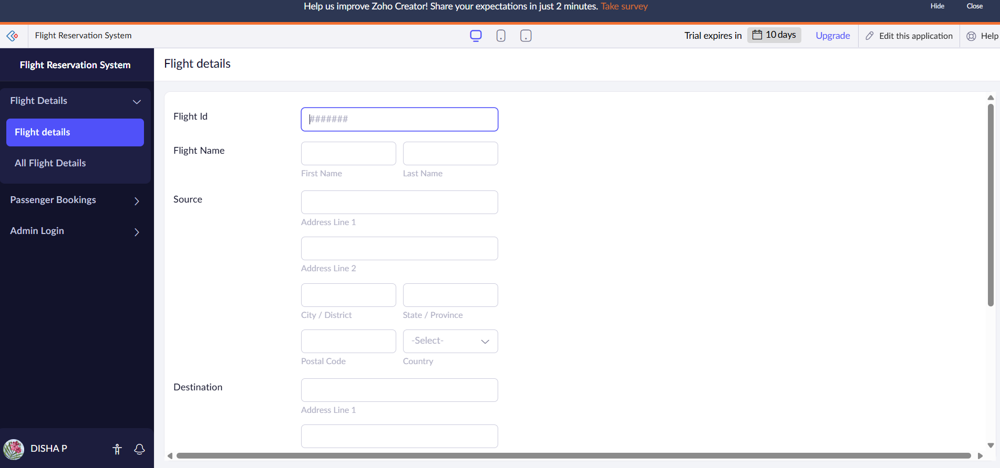 Help us improve Zoho Creator! Share your expectations in just 2 minutes. Take survey
Hide
Close
Flight Reservation System
Trial expires in
10 days
Upgrade
Edit this application
Help
Flight Reservation System
Flight Details
Flight details
All Flight Details
Passenger Bookings
Admin Login
DISHA P
Flight details
Flight Id
#######
Flight Name
First Name
Last Name
Source
Address Line 1
Address Line 2
City / District
State / Province
-Select-
Postal Code
Country
Destination
Address Line 1